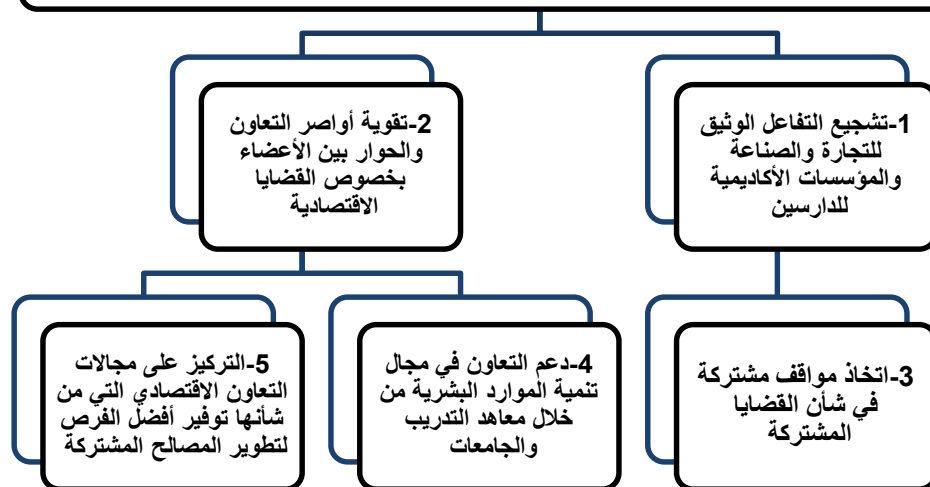 1-تشجيع التفاعل الوثيق
للتجارة والصناعة
والمؤسسات الأكاديمية
للدارسين
2-تقوية أواصر التعاون
والحوار بين الأعضاء
بخصوص القضايا
الاقتصادية
3-اتخاذ مواقف مشتركة
في شأن القضايا
المشتركة
4-دعم التعاون في مجال
تنمية الموارد البشرية من
خلال معاهد التدريب
والجامعات
5-التركيز على مجالات
التعاون الاقتصادي التي من
شأنها توفير أفضل الفرص
لتطوير المصالح المشتركة